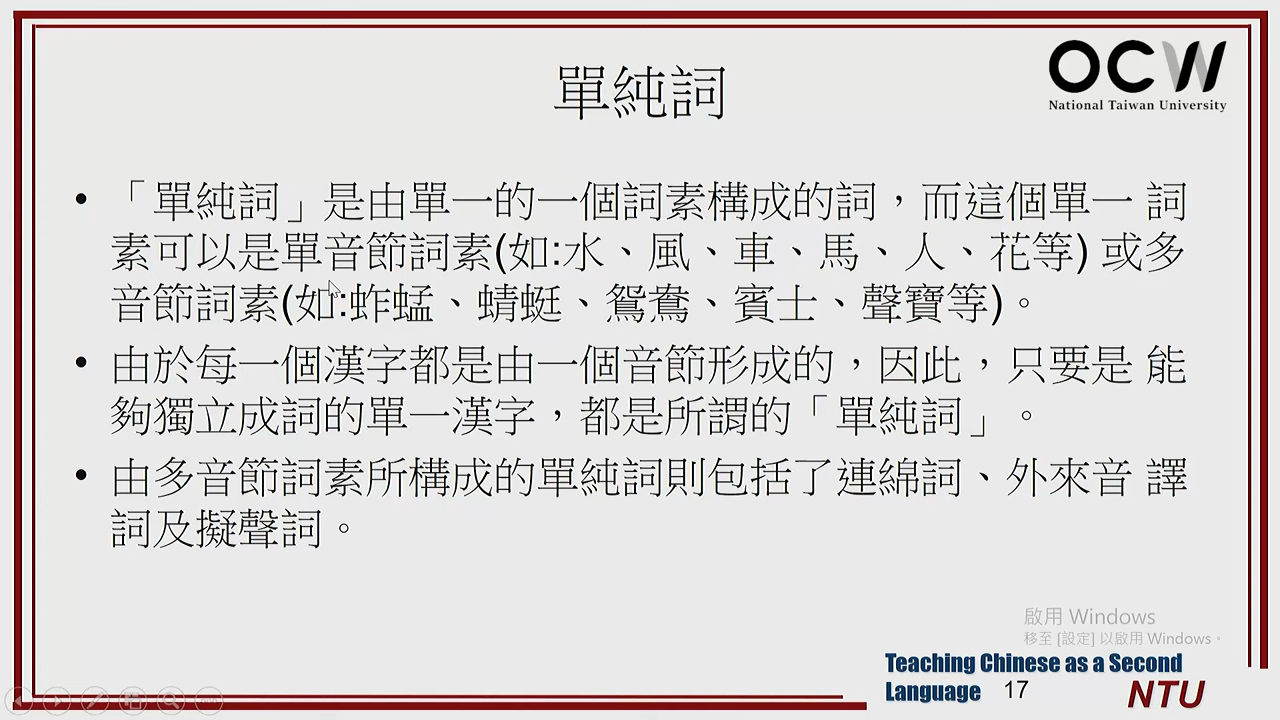 OCW
National Taiwan University
單純詞
• 「單純詞」是由單一的一個詞素構成的詞，而這個單一 詞
素可以是單音節詞素(如:水、風、車、馬、人、花等) 或多
音節詞素(如:蚱蜢、蜻蜓、鴛鴦、賓士、聲寶等)。
• 由於每一個漢字都是由一個音節形成的，因此，只要是 能
夠獨立成詞的單一漢字，都是所謂的「單純詞」。
• 由多音節詞素所構成的單純詞則包括了連綿詞、外來音 譯
詞及擬聲詞。
啟用 Windows
移至 [設定] 以啟用 Windows。
Teaching Chinese as a Second
Language 17 NTU